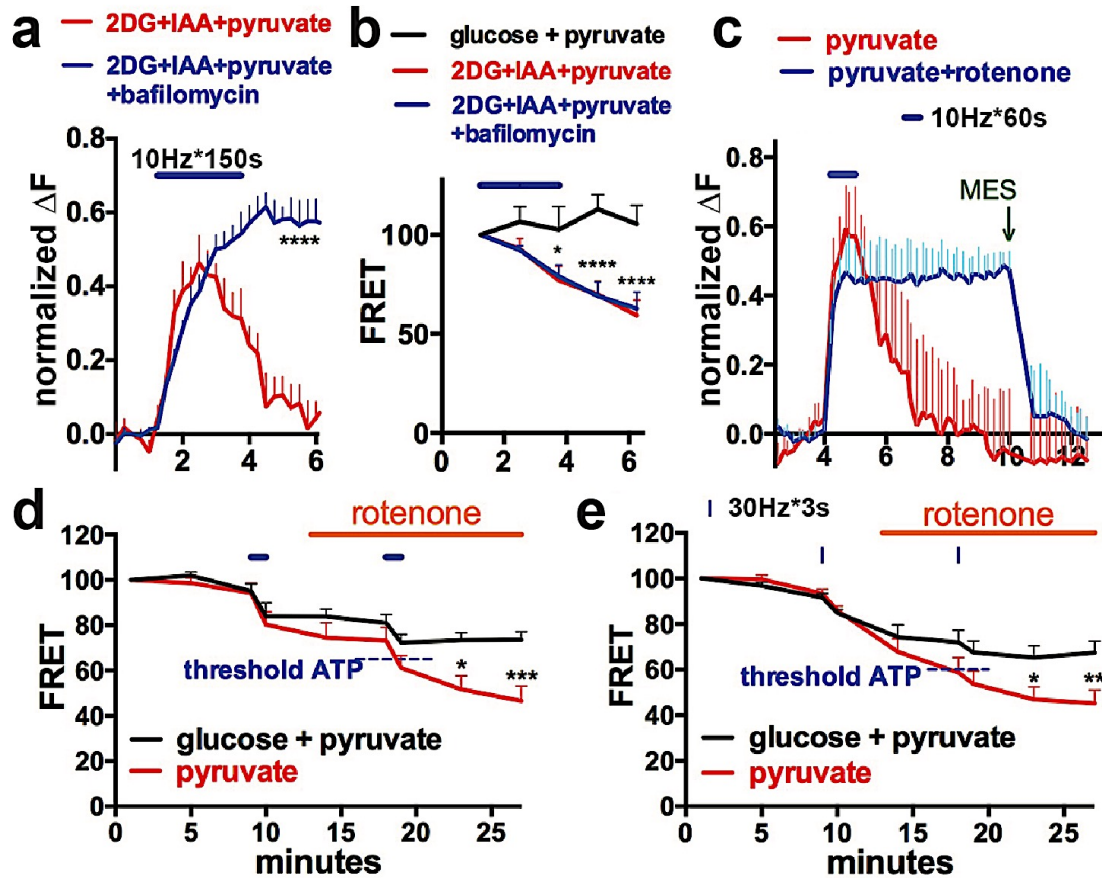 a
2DG+IAA+pyruvate
2DG+IAA+pyruvate
+bafilomycin
10Hz*150s
normalized ΔF
0.8
0.6
0.4
0.2
0.0
****
2
4
6
b
glucose + pyruvate
2DG+IAA+pyruvate
2DG+IAA+pyruvate
+bafilomycin
FRET
100
50
0
*
****
****
0
2
4
6
c
pyruvate
pyruvate+rotenone
10Hz*60s
MES
normalized ΔF
0.8
0.6
0.4
0.2
0.0
4
6
8
10
12
d
rotenone
FRET
120
100
80
60
40
20
0
threshold ATP
*
***
glucose + pyruvate
pyruvate
0
5
10
15
20
25
minutes
e
30Hz*3s
rotenone
FRET
120
100
80
60
40
20
0
threshold ATP
*
**
glucose + pyruvate
pyruvate
0
5
10
15
20
25
minutes